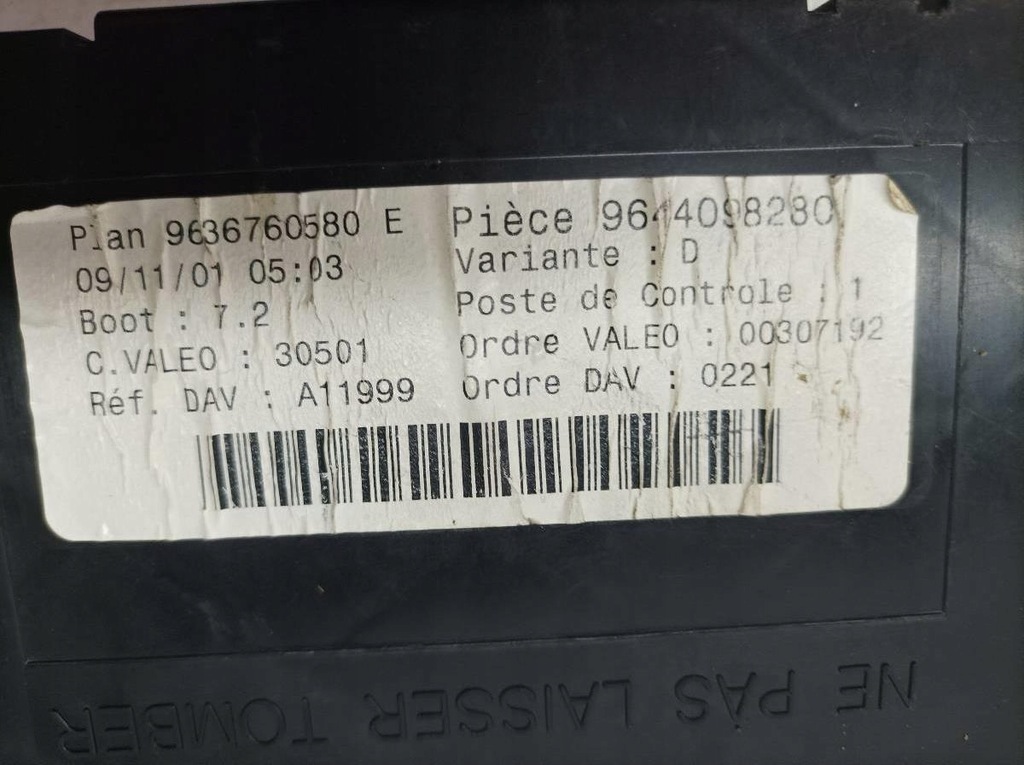 Plan 9636760580 E Pièce 9644098280
09/11/01 05:03 Variante : D
Boot : 7.2 Poste de Controle : 1
C.VALEO : 30501 Ordre VALEO : 00307192
Réf. DAV : A11999 Ordre DAV : 0221
NE PAS LAISSER TOMBER